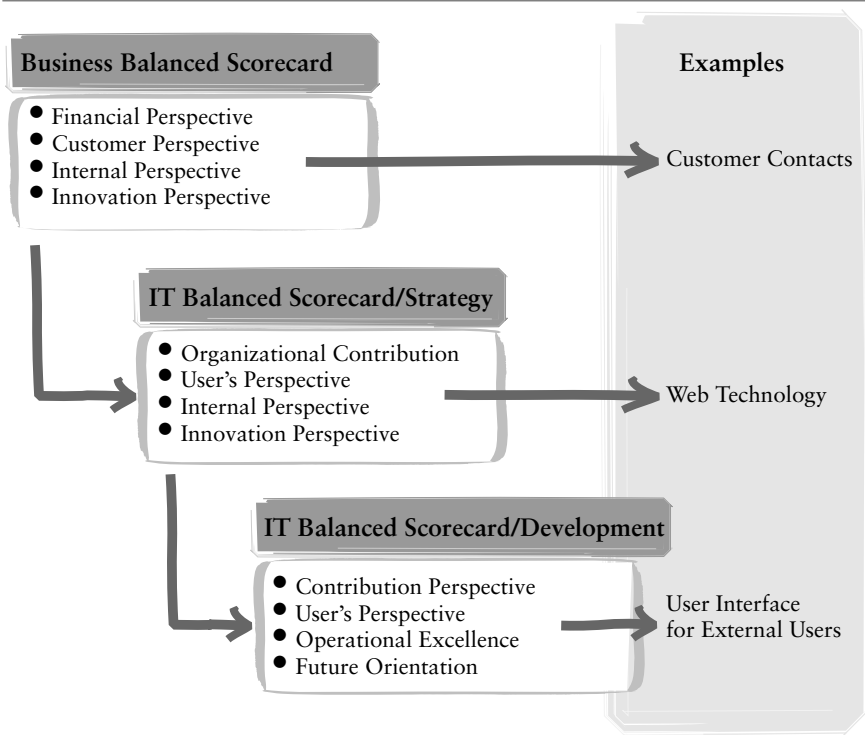 Business Balanced Scorecard
Examples
● Financial Perspective
● Customer Perspective
● Internal Perspective
● Innovation Perspective
Customer Contacts
IT Balanced Scorecard/Strategy
● Organizational Contribution
● User's Perspective
● Internal Perspective
● Innovation Perspective
Web Technology
IT Balanced Scorecard/Development
● Contribution Perspective
● User's Perspective
● Operational Excellence
● Future Orientation
User Interface
for External Users